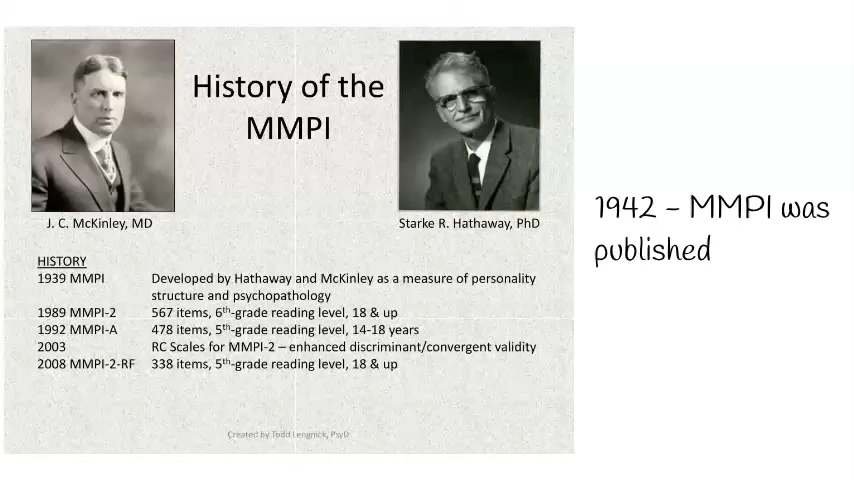 History of the
MMPI
J. C. McKinley, MD
Starke R. Hathaway, PhD
1942 - MMPI was
published
HISTORY
1939 MMPI Developed by Hathaway and McKinley as a measure of personality
structure and psychopathology
1989 MMPI-2 567 items, 6th-grade reading level, 18 & up
1992 MMPI-A 478 items, 5th-grade reading level, 14-18 years
2003 RC Scales for MMPI-2 – enhanced discriminant/convergent validity
2008 MMPI-2-RF 338 items, 5th-grade reading level, 18 & up
Created by Todd Lengnick, PsyD